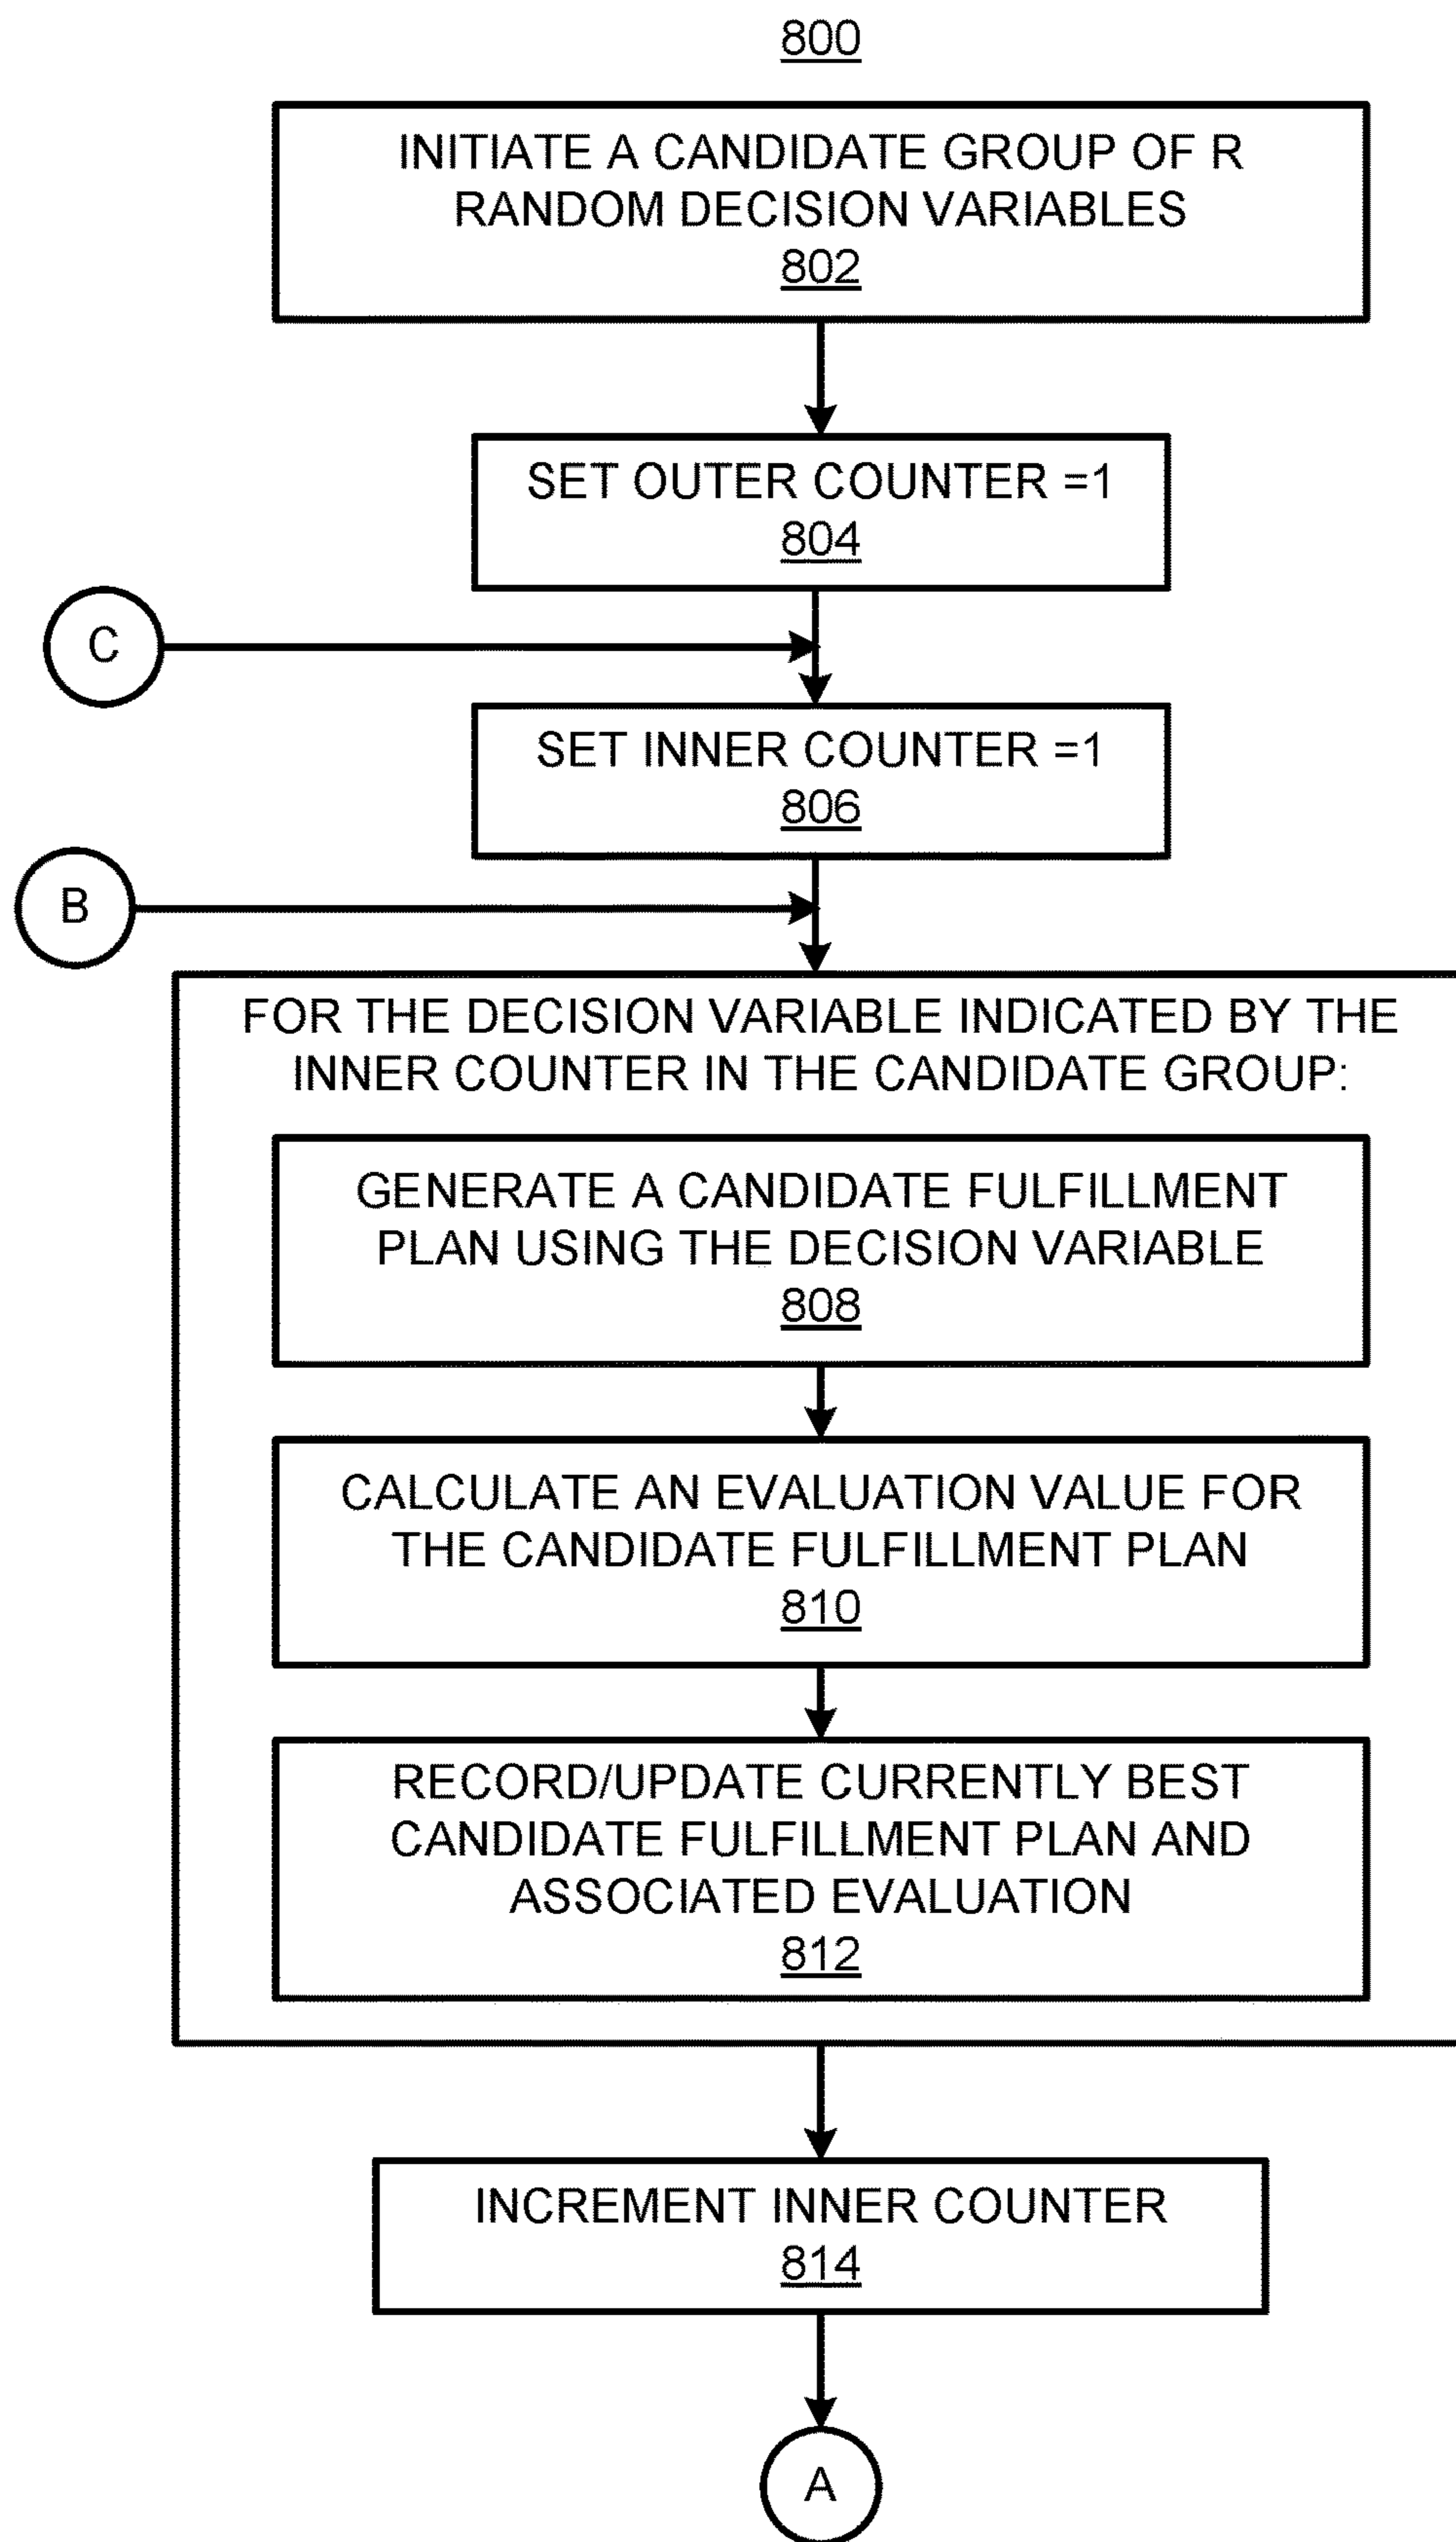 800
INITIATE A CANDIDATE GROUP OF R
RANDOM DECISION VARIABLES
802
SET OUTER COUNTER =1
804
C
SET INNER COUNTER =1
806
B
FOR THE DECISION VARIABLE INDICATED BY THE
INNER COUNTER IN THE CANDIDATE GROUP:
GENERATE A CANDIDATE FULFILLMENT
PLAN USING THE DECISION VARIABLE
808
CALCULATE AN EVALUATION VALUE FOR
THE CANDIDATE FULFILLMENT PLAN
810
RECORD/UPDATE CURRENTLY BEST
CANDIDATE FULFILLMENT PLAN AND
ASSOCIATED EVALUATION
812
INCREMENT INNER COUNTER
814
A